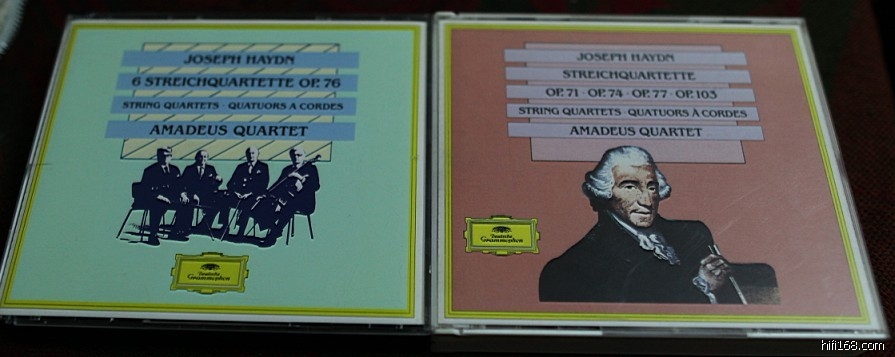 JOSEPH HAYDN
6 STREICHQUARTETTE OP. 76
STRING QUARTETS · QUATUORS A CORDES
AMADEUS QUARTET
Deutsche
Grammophon
JOSEPH HAYDN
STREICHQUARTETTE
OP. 71 · OP. 74 · OP. 77 · OP. 103
STRING QUARTETS · QUATUORS À CORDES
AMADEUS QUARTET
Deutsche
Grammophon
hifi168.com